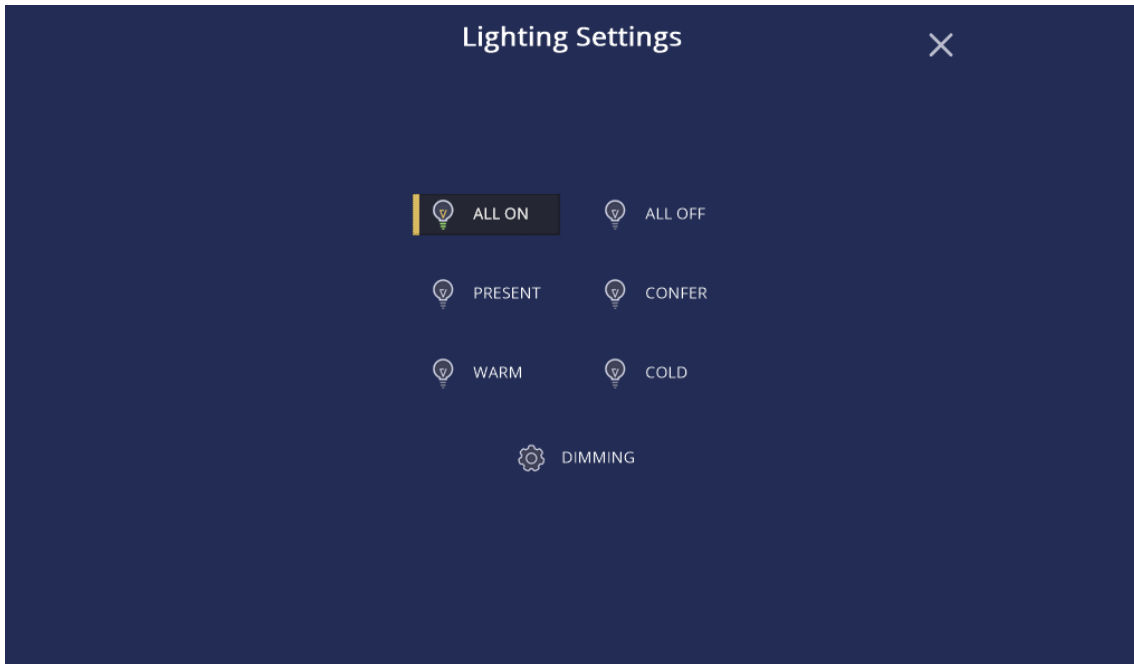 Lighting Settings
ALL ON
ALL OFF
PRESENT
CONFER
WARM
COLD
DIMMING